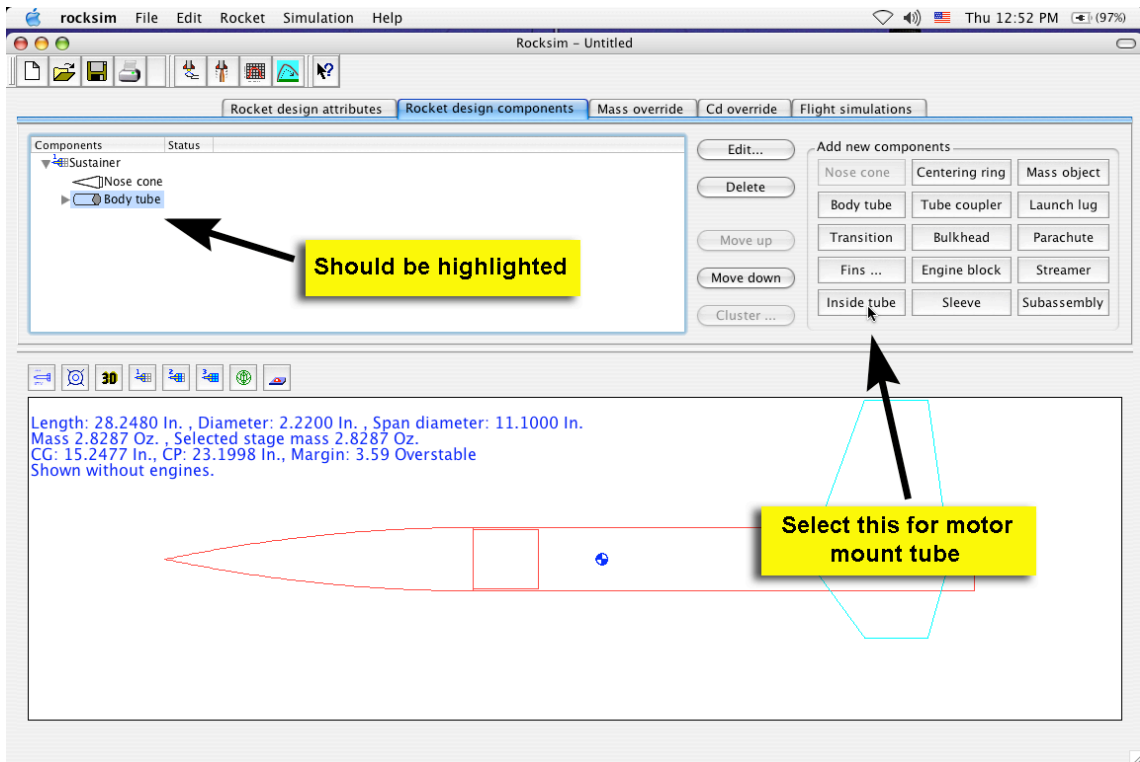 rocksim File Edit Rocket Simulation Help Thu 12:52 PM (97%)
Rocksim – Untitled
Rocket design attributes Rocket design components Mass override Cd override Flight simulations
Components Status
1 Sustainer
Nose cone
Body tube
Should be highlighted
Edit...
Delete
Move up
Move down
Cluster ...
Add new components
Nose cone Centering ring Mass object
Body tube Tube coupler Launch lug
Transition Bulkhead Parachute
Fins ... Engine block Streamer
Inside tube Sleeve Subassembly
3D 1 2 3
Length: 28.2480 In. , Diameter: 2.2200 In. , Span diameter: 11.1000 In.
Mass 2.8287 Oz. , Selected stage mass 2.8287 Oz.
CG: 15.2477 In., CP: 23.1998 In., Margin: 3.59 Overstable
Shown without engines.
Select this for motor
mount tube